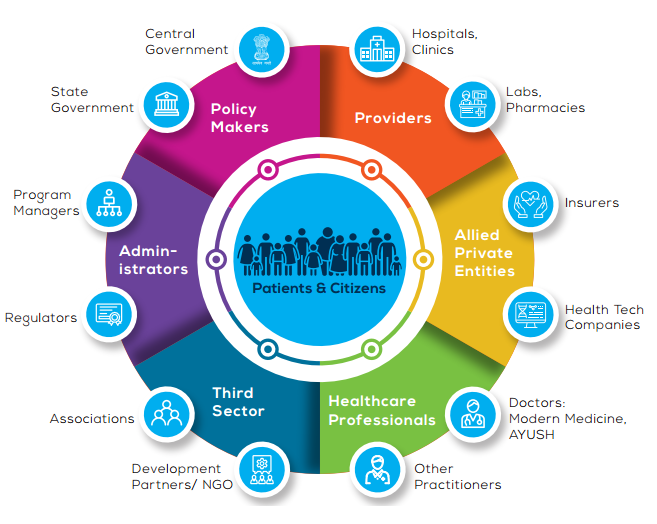 Central
Government
Hospitals,
Clinics
State
Government
Labs,
Pharmacies
Policy
Makers
Providers
Program
Managers
Insurers
Admin-
istrators
Allied
Private
Entities
Patients & Citizens
Regulators
Health Tech
Companies
Third
Sector
Healthcare
Professionals
Associations
Doctors:
Modern Medicine,
AYUSH
Development
Partners/ NGO
Other
Practitioners